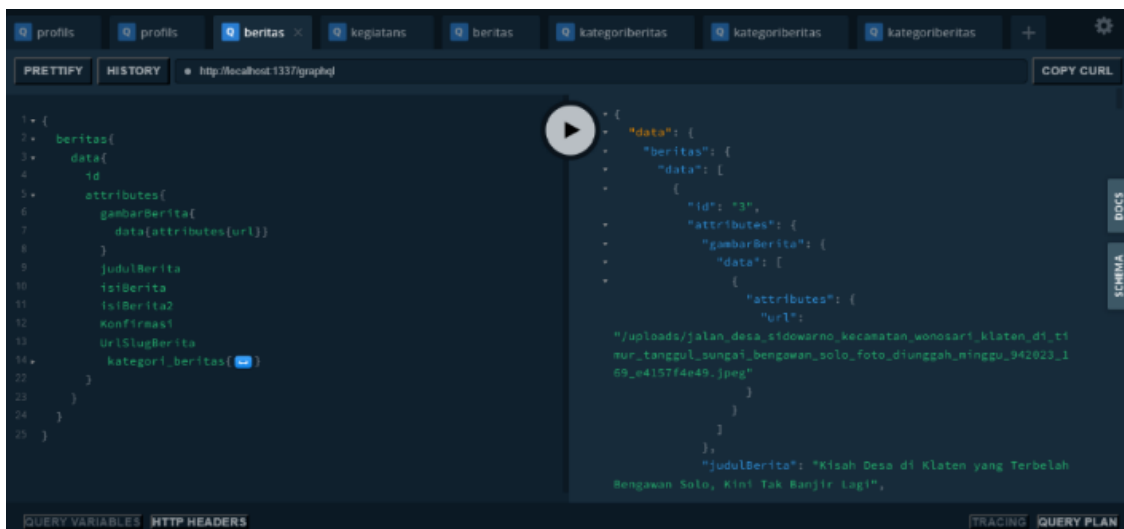 Q profils Q profils Q beritas × Q kegiatans Q beritas Q kategoriberitas Q kategoriberitas Q kategoriberitas +
PRETTIFY HISTORY http://localhost:1337/graphql COPY CURL
1 {
2 beritas{
3 data{
4 id
5 attributes{
6 gambarBerita{
7 data{attributes{url}}
8 }
9 judulBerita
10 isiBerita
11 isiBerita2
12 Konfirmasi
13 UrlSlugBerita
14 kategori_beritas{↔}
22 }
23 }
24 }
25 }
{
"data": {
"beritas": {
"data": [
{
"id": "3",
"attributes": {
"gambarBerita": {
"data": [
{
"attributes": {
"url":
"/uploads/jalan_desa_sidowarno_kecamatan_wonosari_klaten_di_ti
mur_tanggul_sungai_bengawan_solo_foto_diunggah_minggu_942023_1
69_e4157f4e49.jpeg"
}
}
]
},
"judulBerita": "Kisah Desa di Klaten yang Terbelah
Bengawan Solo, Kini Tak Banjir Lagi",
DOCS
SCHEMA
QUERY VARIABLES HTTP HEADERS TRACING QUERY PLAN